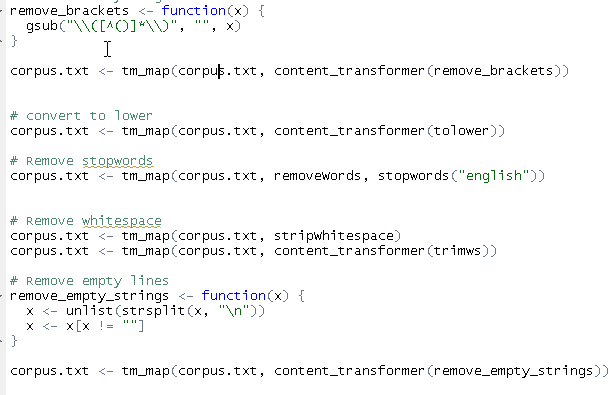 remove_brackets <- function(x) {
  gsub("\\([^()]*\\)", "", x)
}
corpus.txt <- tm_map(corpus.txt, content_transformer(remove_brackets))
# convert to lower
corpus.txt <- tm_map(corpus.txt, content_transformer(tolower))
# Remove stopwords
corpus.txt <- tm_map(corpus.txt, removeWords, stopwords("english"))
# Remove whitespace
corpus.txt <- tm_map(corpus.txt, stripWhitespace)
corpus.txt <- tm_map(corpus.txt, content_transformer(trimws))
# Remove empty lines
remove_empty_strings <- function(x) {
  x <- unlist(strsplit(x, "\n"))
  x <- x[x != ""]
}
corpus.txt <- tm_map(corpus.txt, content_transformer(remove_empty_strings))